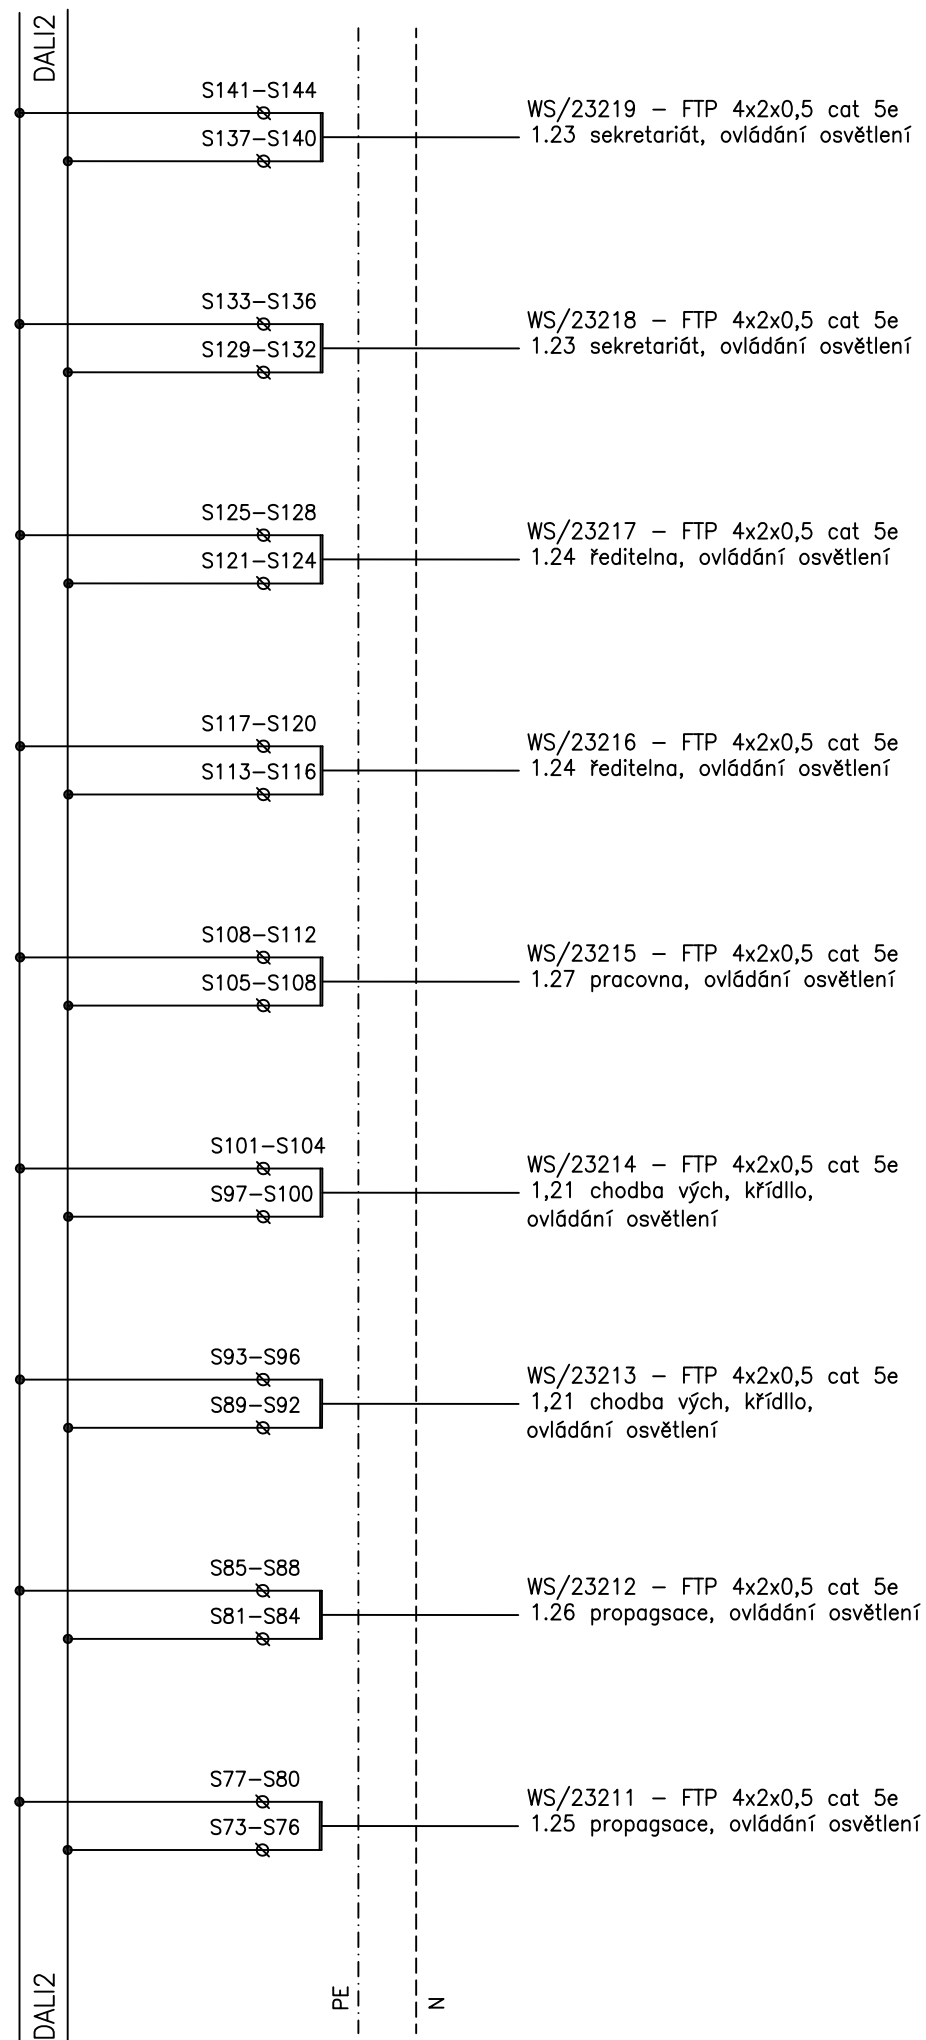 DALI2
S141-S144
S137-S140
WS/23219 - FTP 4x2x0,5 cat 5e
1.23 sekretariát, ovládání osvětlení
S133-S136
S129-S132
WS/23218 - FTP 4x2x0,5 cat 5e
1.23 sekretariát, ovládání osvětlení
S125-S128
S121-S124
WS/23217 - FTP 4x2x0,5 cat 5e
1.24 ředitelna, ovládání osvětlení
S117-S120
S113-S116
WS/23216 - FTP 4x2x0,5 cat 5e
1.24 ředitelna, ovládání osvětlení
S108-S112
S105-S108
WS/23215 - FTP 4x2x0,5 cat 5e
1.27 pracovna, ovládání osvětlení
S101-S104
S97-S100
WS/23214 - FTP 4x2x0,5 cat 5e
1,21 chodba vých, křídllo,
ovládání osvětlení
S93-S96
S89-S92
WS/23213 - FTP 4x2x0,5 cat 5e
1,21 chodba vých, křídllo,
ovládání osvětlení
S85-S88
S81-S84
WS/23212 - FTP 4x2x0,5 cat 5e
1.26 propagsace, ovládání osvětlení
S77-S80
S73-S76
WS/23211 - FTP 4x2x0,5 cat 5e
1.25 propagsace, ovládání osvětlení
DALI2
PE
N